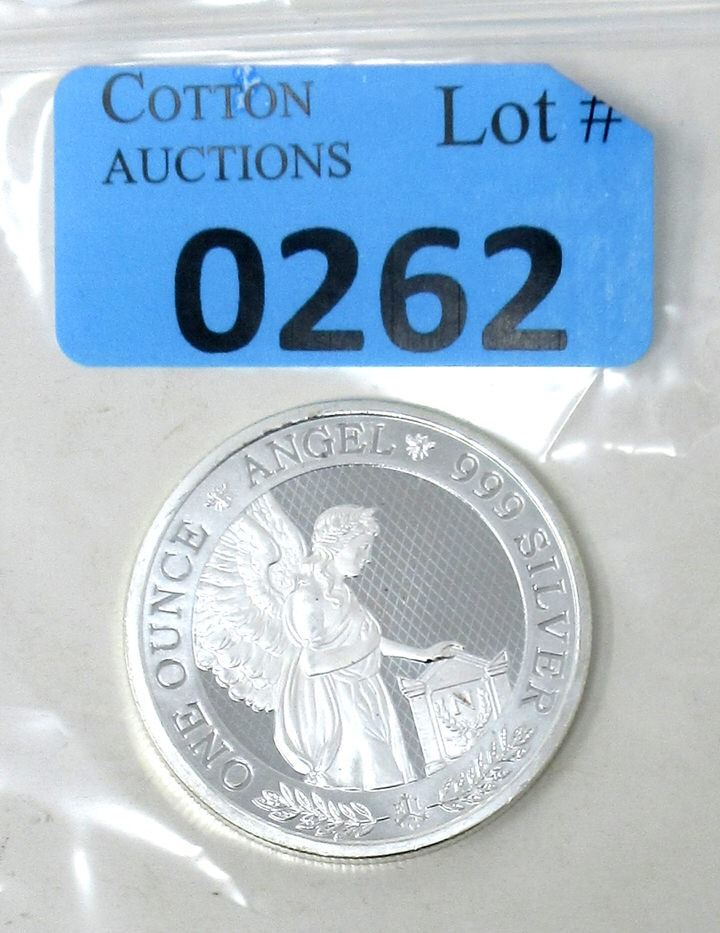 COTTON
AUCTIONS
Lot #
0262
ONE OUNCE ANGEL 999 SILVER
N